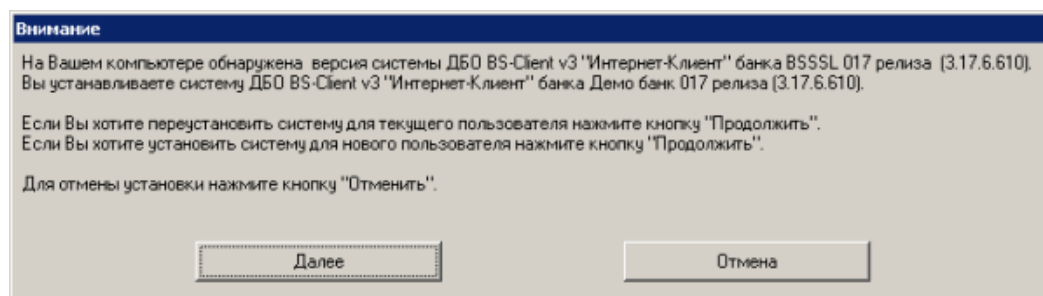 Внимание
На Вашем компьютере обнаружена версия системы ДБО BS-Client v3 "Интернет-Клиент" банка BSSSL 017 релиза (3.17.6.610).
Вы устанавливаете систему ДБО BS-Client v3 "Интернет-Клиент" банка Демо банк 017 релиза (3.17.6.610).
Если Вы хотите переустановить систему для текущего пользователя нажмите кнопку "Продолжить".
Если Вы хотите установить систему для нового пользователя нажмите кнопку "Продолжить".
Для отмены установки нажмите кнопку "Отменить".
Далее
Отмена